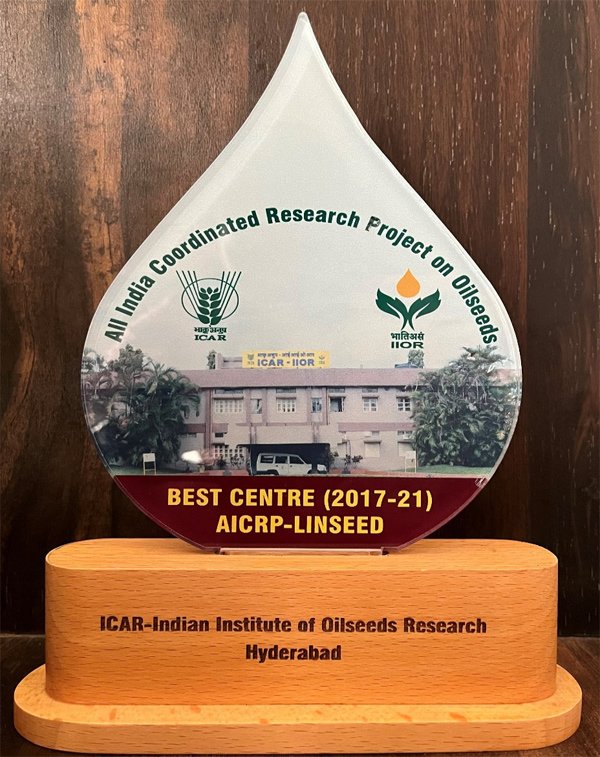 All India Coordinated Research Project on Oilseeds
भाकृअनुप
ICAR
भातिअसं
IIOR
ICAR - IIOR
BEST CENTRE (2017-21)
AICRP-LINSEED
ICAR-Indian Institute of Oilseeds Research
Hyderabad